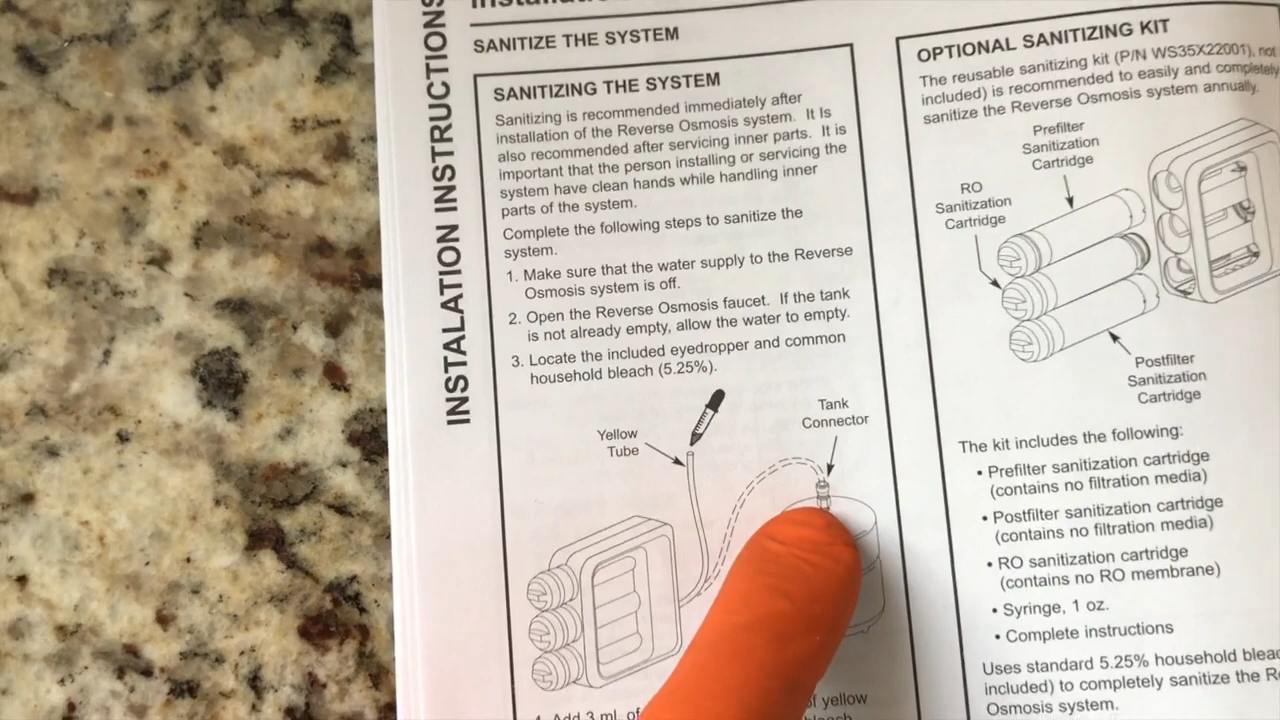 INSTALLATION INSTRUCTIONS
SANITIZE THE SYSTEM
SANITIZING THE SYSTEM
Sanitizing is recommended immediately after
installation of the Reverse Osmosis system. It Is
also recommended after servicing inner parts. It is
important that the person installing or servicing the
system have clean hands while handling inner
parts of the system.
Complete the following steps to sanitize the
system.
1. Make sure that the water supply to the Reverse
Osmosis system is off.
2. Open the Reverse Osmosis faucet. If the tank
is not already empty, allow the water to empty.
3. Locate the included eyedropper and common
household bleach (5.25%).
Yellow
Tube
Tank
Connector
4. Add 3 ml. of
of yellow
bleach
OPTIONAL SANITIZING KIT
The reusable sanitizing kit (P/N WS35X22001), not
included) is recommended to easily and completely
sanitize the Reverse Osmosis system annually.
Prefilter
Sanitization
Cartridge
RO
Sanitization
Cartridge
Postfilter
Sanitization
Cartridge
The kit includes the following:
• Prefilter sanitization cartridge
(contains no filtration media)
• Postfilter sanitization cartridge
(contains no filtration media)
• RO sanitization cartridge
(contains no RO membrane)
• Syringe, 1 oz.
• Complete instructions
Uses standard 5.25% household
included) to completely sanitize the
Osmosis system.